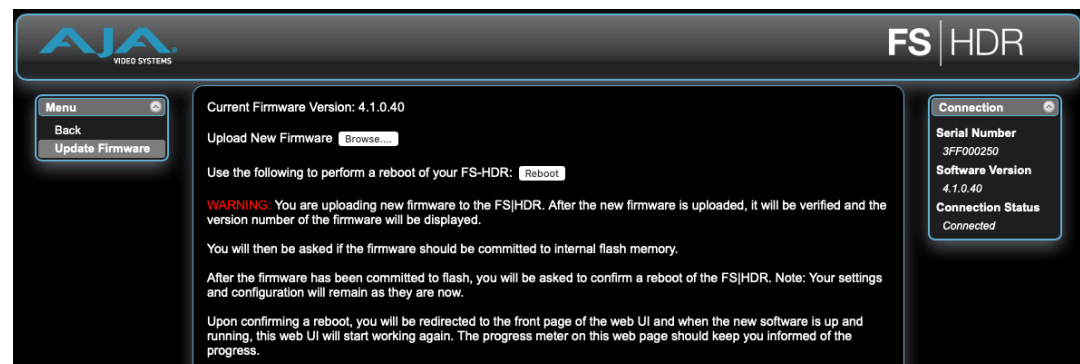 AJA
VIDEO SYSTEMS
FS|HDR
Menu
Back
Update Firmware
Current Firmware Version: 4.1.0.40
Upload New Firmware Browse....
Use the following to perform a reboot of your FS-HDR: Reboot
WARNING: You are uploading new firmware to the FS|HDR. After the new firmware is uploaded, it will be verified and the
version number of the firmware will be displayed.
You will then be asked if the firmware should be committed to internal flash memory.
After the firmware has been committed to flash, you will be asked to confirm a reboot of the FS|HDR. Note: Your settings
and configuration will remain as they are now.
Upon confirming a reboot, you will be redirected to the front page of the web UI and when the new software is up and
running, this web UI will start working again. The progress meter on this web page should keep you informed of the
progress.
Connection
Serial Number
3FF000250
Software Version
4.1.0.40
Connection Status
Connected